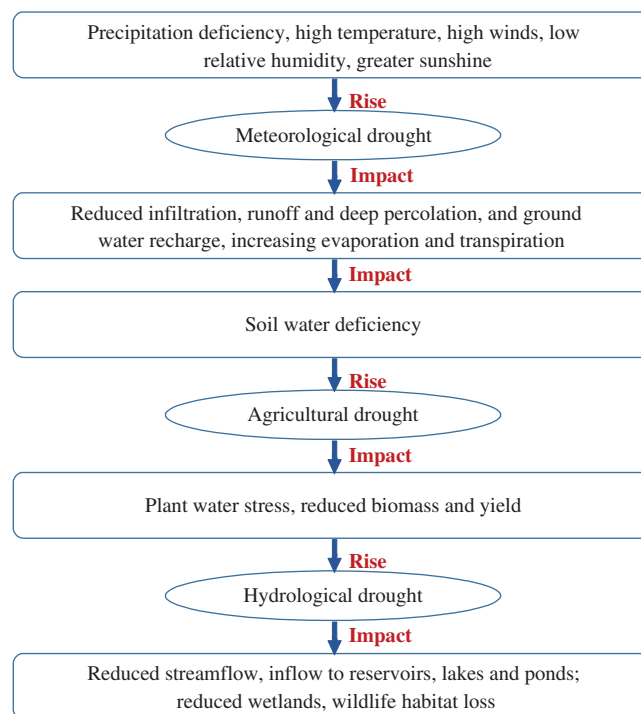 Precipitation deficiency, high temperature, high winds, low
relative humidity, greater sunshine
Rise
Meteorological drought
Impact
Reduced infiltration, runoff and deep percolation, and ground
water recharge, increasing evaporation and transpiration
Impact
Soil water deficiency
Rise
Agricultural drought
Impact
Plant water stress, reduced biomass and yield
Rise
Hydrological drought
Impact
Reduced streamflow, inflow to reservoirs, lakes and ponds;
reduced wetlands, wildlife habitat loss